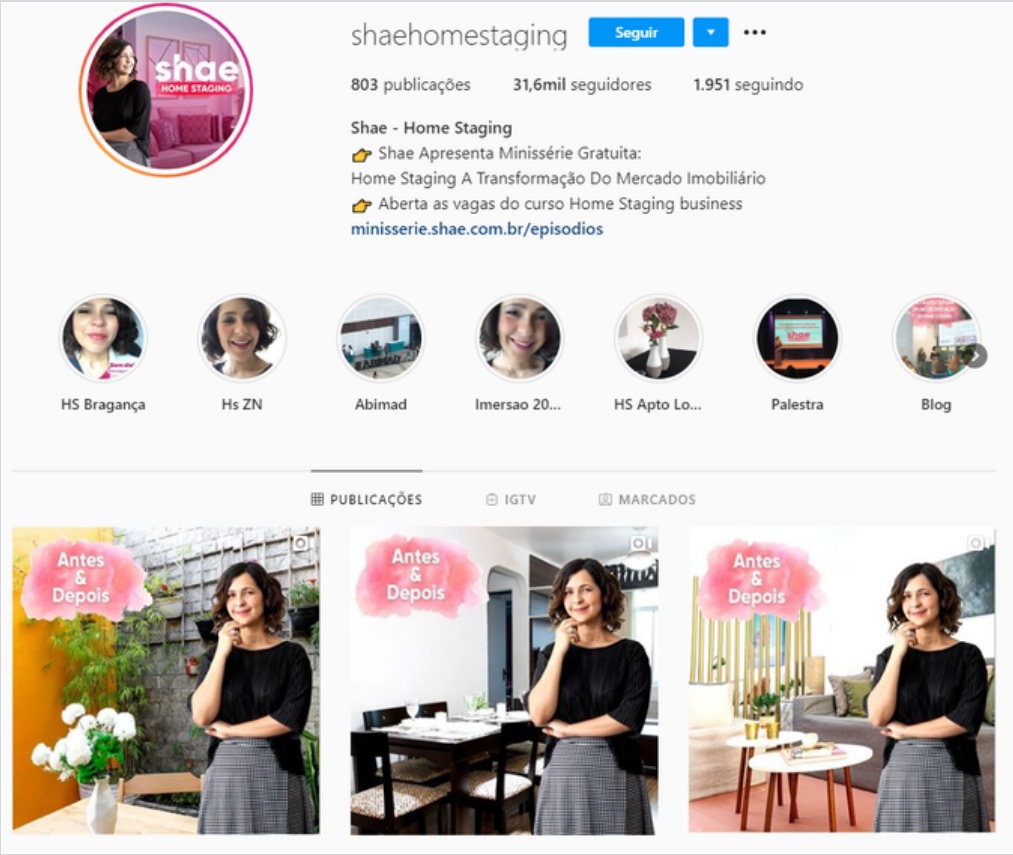 shae
HOME STAGING
shaehomestaging
Seguir
803 publicações 31,6mil seguidores 1.951 seguindo
Shae - Home Staging
👉 Shae Apresenta Minissérie Gratuita:
Home Staging A Transformação Do Mercado Imobiliário
👉 Aberta as vagas do curso Home Staging business
minisserie.shae.com.br/episodios
shae
ABIMAD
HS Bragança Hs ZN Abimad Imersao 20... HS Apto Lo... Palestra Blog
PUBLICAÇÕES IGTV MARCADOS
Antes
&
Depois
Antes
&
Depois
Antes
&
Depois